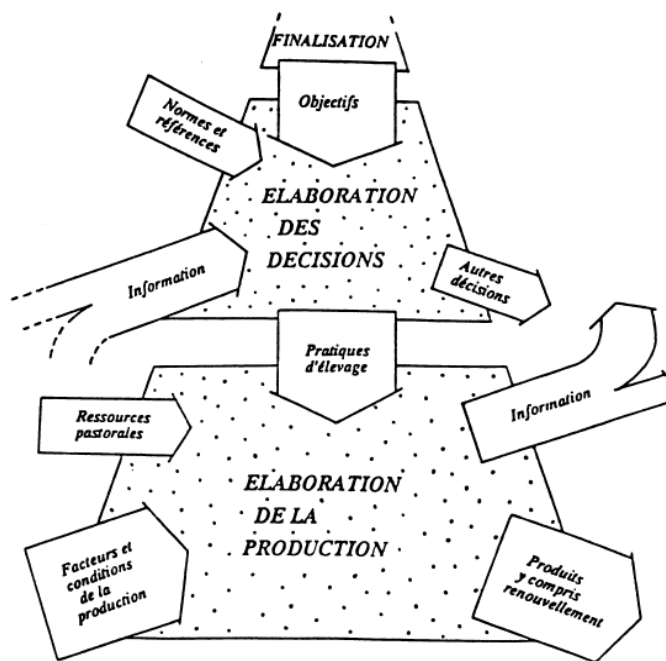 FINALISATION
Objectifs
Normes et
références
ELABORATION
DES
DECISIONS
Information
Autres
décisions
Pratiques
d'élevage
Ressources
pastorales
Information
ELABORATION
DE LA
PRODUCTION
Facteurs et
conditions
de la
production
Produits
y compris
renouvellement